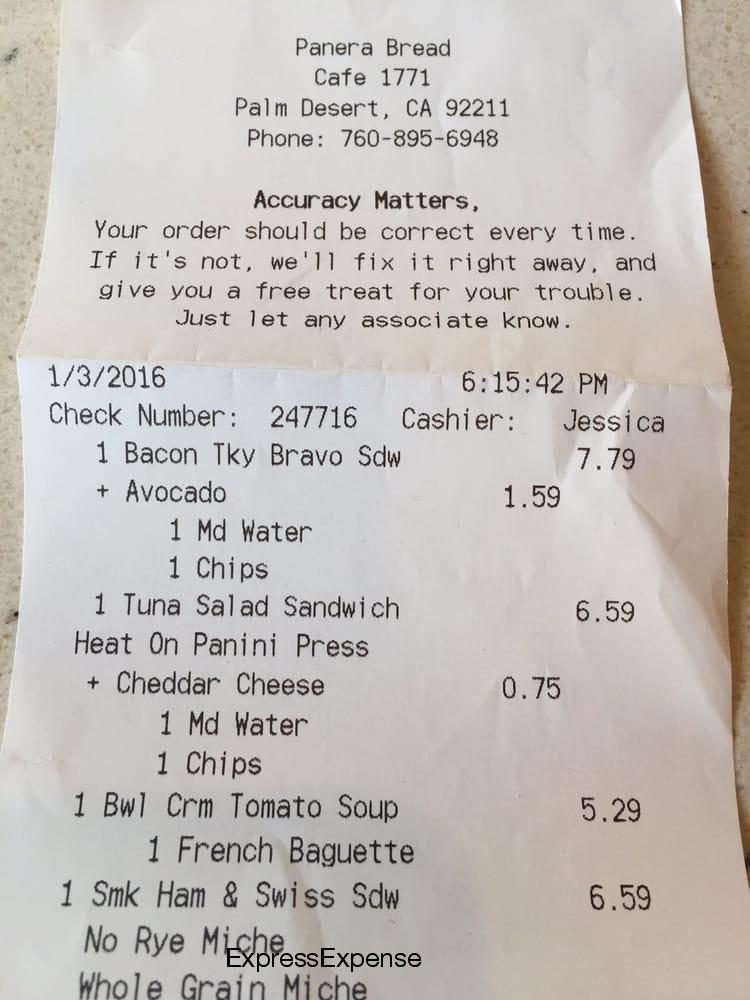 Panera Bread
Cafe 1771
Palm Desert, CA 92211
Phone: 760-895-6948
Accuracy Matters,
Your order should be correct every time.
If it's not, we'll fix it right away, and
give you a free treat for your trouble.
Just let any associate know.
1/3/2016 6:15:42 PM
Check Number: 247716 Cashier: Jessica
1 Bacon Tky Bravo Sdw 7.79
+ Avocado 1.59
1 Md Water
1 Chips
1 Tuna Salad Sandwich 6.59
Heat On Panini Press
+ Cheddar Cheese 0.75
1 Md Water
1 Chips
1 Bwl Crm Tomato Soup 5.29
1 French Baguette
1 Smk Ham & Swiss Sdw 6.59
No Rye Miche
ExpressExpense
Whole Grain Miche